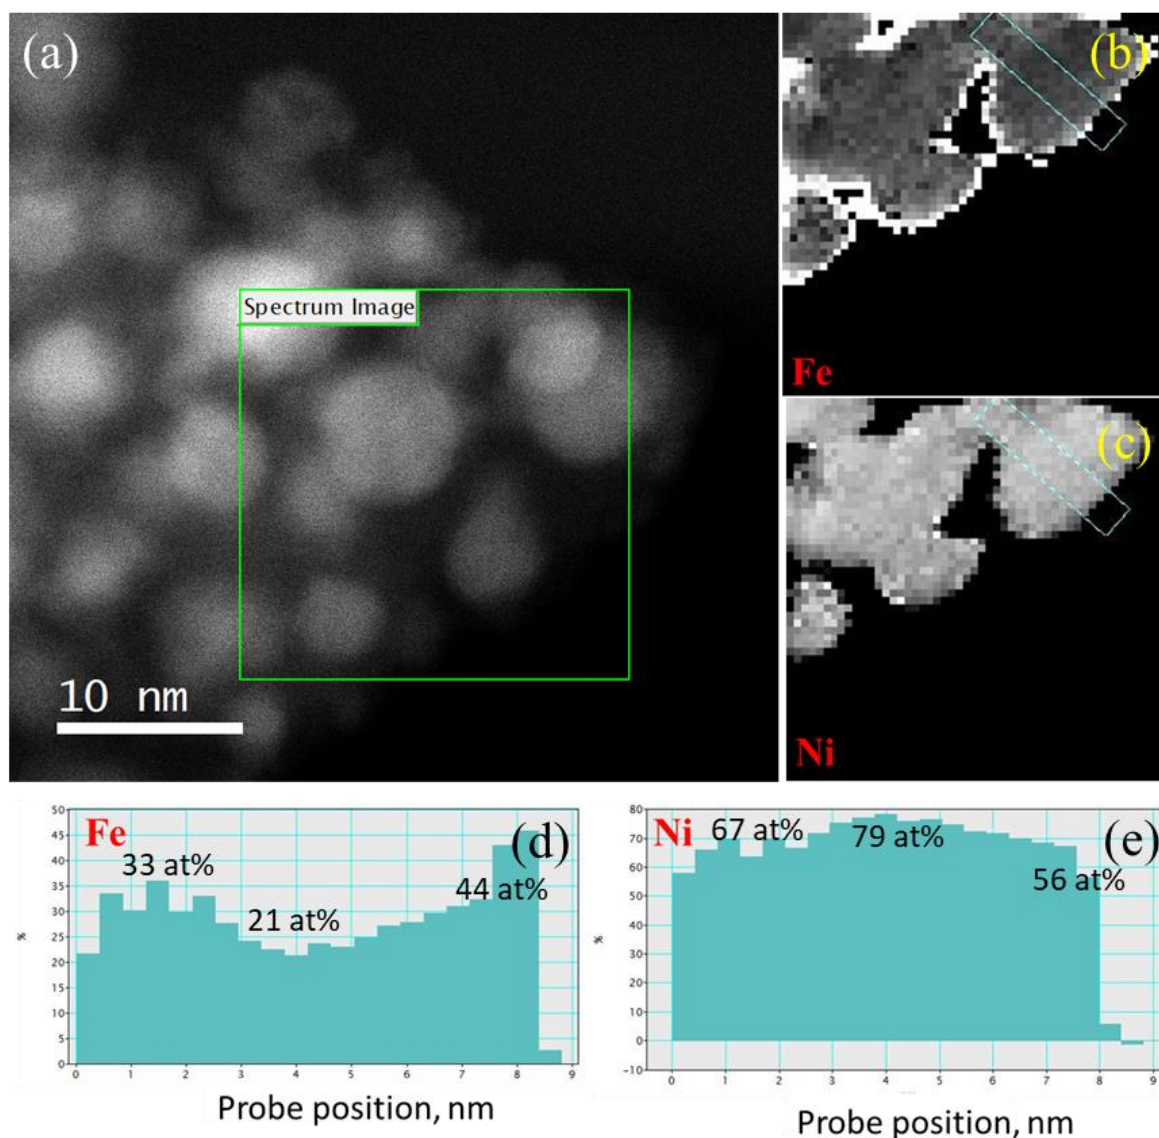 (a)
Spectrum Image
10 nm
(b)
Fe
(c)
Ni
Fe
(d)
33 at%
21 at%
44 at%
50
45
40
35
30
25
20
15
10
5
0
%
0 1 2 3 4 5 6 7 8 9
Probe position, nm
Ni
(e)
67 at%
79 at%
56 at%
80
70
60
50
40
30
20
10
0
-10
%
0 1 2 3 4 5 6 7 8 9
Probe position, nm